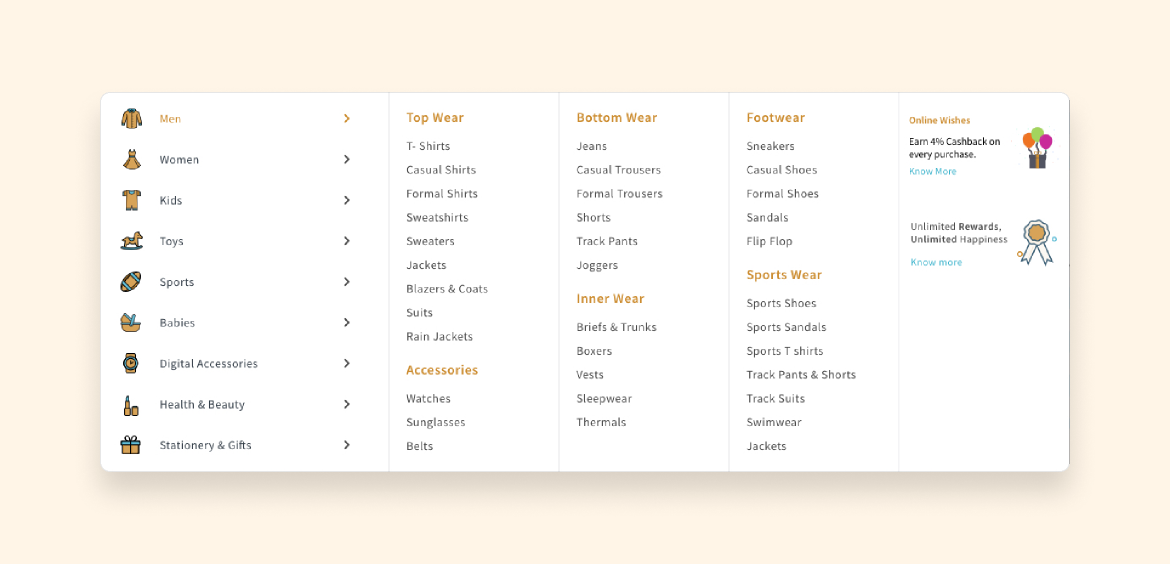 Men
Women
Kids
Toys
Sports
Babies
Digital Accessories
Health & Beauty
Stationery & Gifts
Top Wear
T- Shirts
Casual Shirts
Formal Shirts
Sweatshirts
Sweaters
Jackets
Blazers & Coats
Suits
Rain Jackets
Accessories
Watches
Sunglasses
Belts
Bottom Wear
Jeans
Casual Trousers
Formal Trousers
Shorts
Track Pants
Joggers
Inner Wear
Briefs & Trunks
Boxers
Vests
Sleepwear
Thermals
Footwear
Sneakers
Casual Shoes
Formal Shoes
Sandals
Flip Flop
Sports Wear
Sports Shoes
Sports Sandals
Sports T shirts
Track Pants & Shorts
Track Suits
Swimwear
Jackets
Online Wishes
Earn 4% Cashback on
every purchase.
Know More
Unlimited Rewards,
Unlimited Happiness
Know more